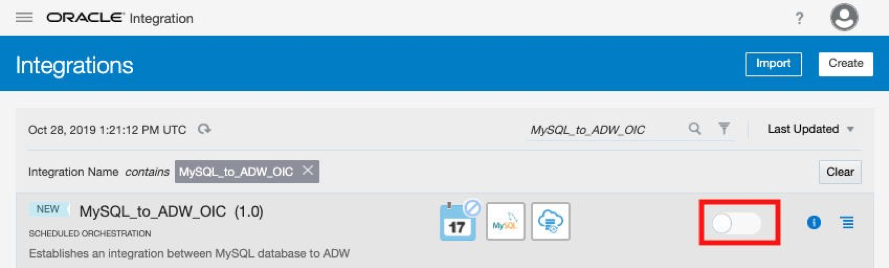 ORACLE® Integration
?
Integrations
Import
Create
Oct 28, 2019 1:21:12 PM UTC
MySQL_to_ADW_OIC
Last Updated
Integration Name contains MySQL_to_ADW_OIC
Clear
NEW MySQL_to_ADW_OIC (1.0)
17
MySQL
SCHEDULED ORCHESTRATION
Establishes an integration between MySQL database to ADW